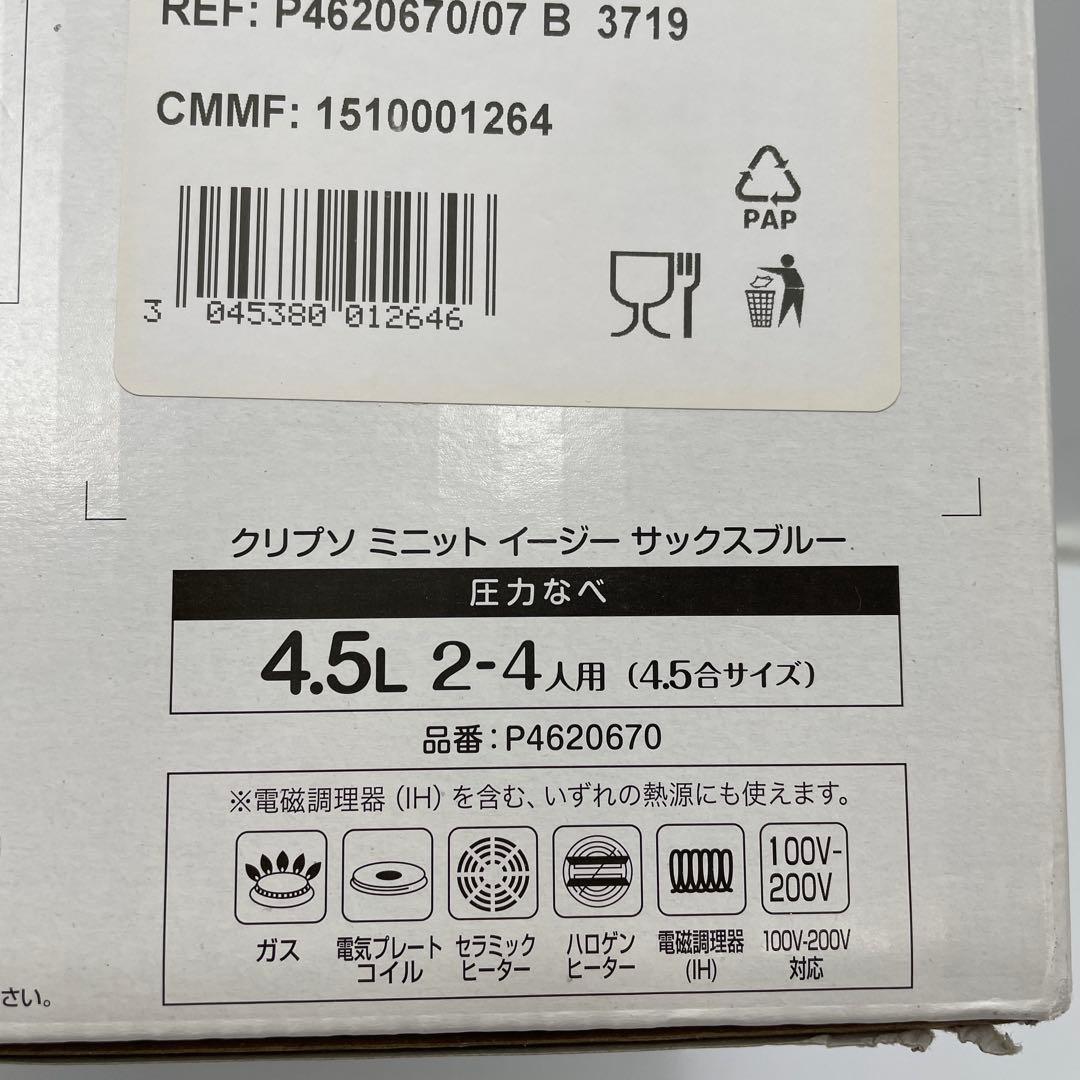 REF: P4620670/07 B 3719
CMMF: 1510001264
PAP
3 045380 012646
クリプソ ミニット イージー サックスブルー
圧力なべ
4.5L 2-4人用 (4.5合サイズ)
品番:P4620670
※電磁調理器(IH)を含む、いずれの熱源にも使えます。
100V-
200V
ガス
電気プレート
コイル
セラミック
ヒーター
ハロゲン
ヒーター
電磁調理器
(IH)
100V-200V
対応
さい。